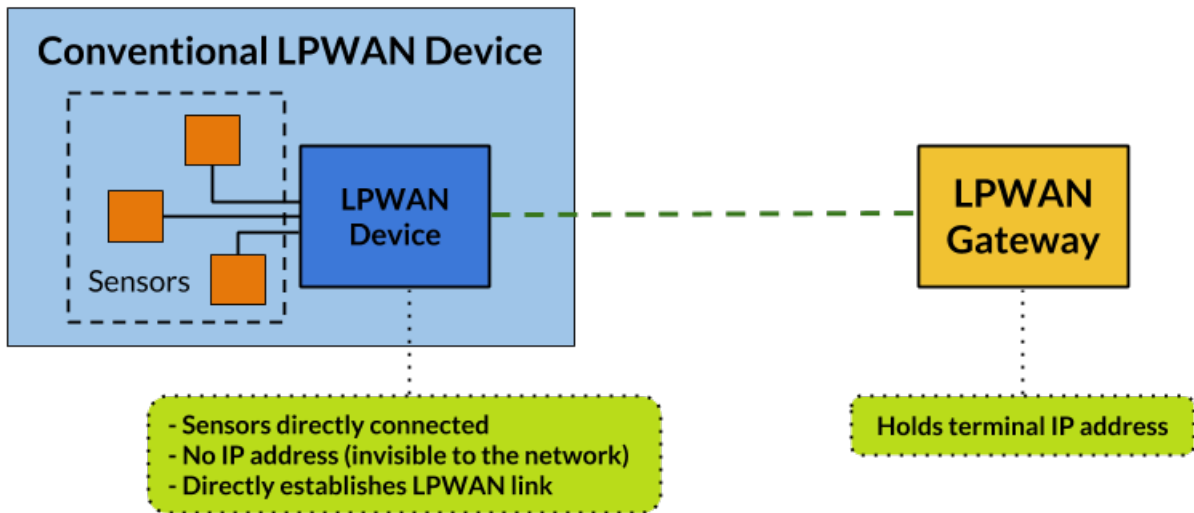 Conventional LPWAN Device
Sensors
LPWAN
Device
LPWAN
Gateway
- Sensors directly connected
- No IP address (invisible to the network)
- Directly establishes LPWAN link
Holds terminal IP address